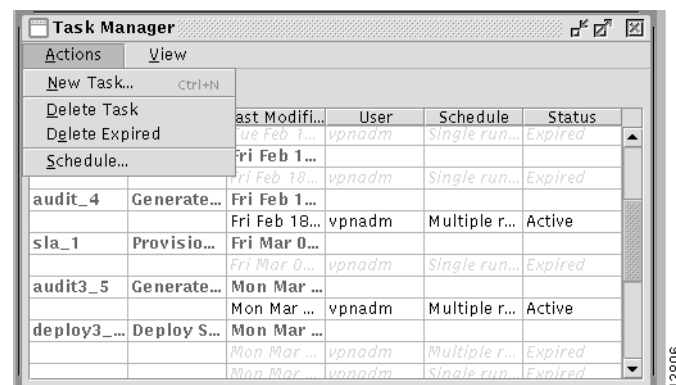 Task Manager
Actions View
New Task... Ctrl+N
Delete Task
Delete Expired
Schedule...
ast Modifi... User Schedule Status
ue Feb 1... vpnadm Single run... Expired
Fri Feb 1...
Fri Feb 18... vpnadm Single run... Expired
audit_4 Generate... Fri Feb 1...
Fri Feb 18... vpnadm Multiple r... Active
sla_1 Provisio... Fri Mar 0...
Fri Mar 0... vpnadm Single run... Expired
audit3_5 Generate... Mon Mar ...
Mon Mar ... vpnadm Multiple r... Active
deploy3_... Deploy S... Mon Mar ...
Mon Mar ... vpnadm Multiple r... Expired
Mon Mar ... vpnadm Single run... Expired